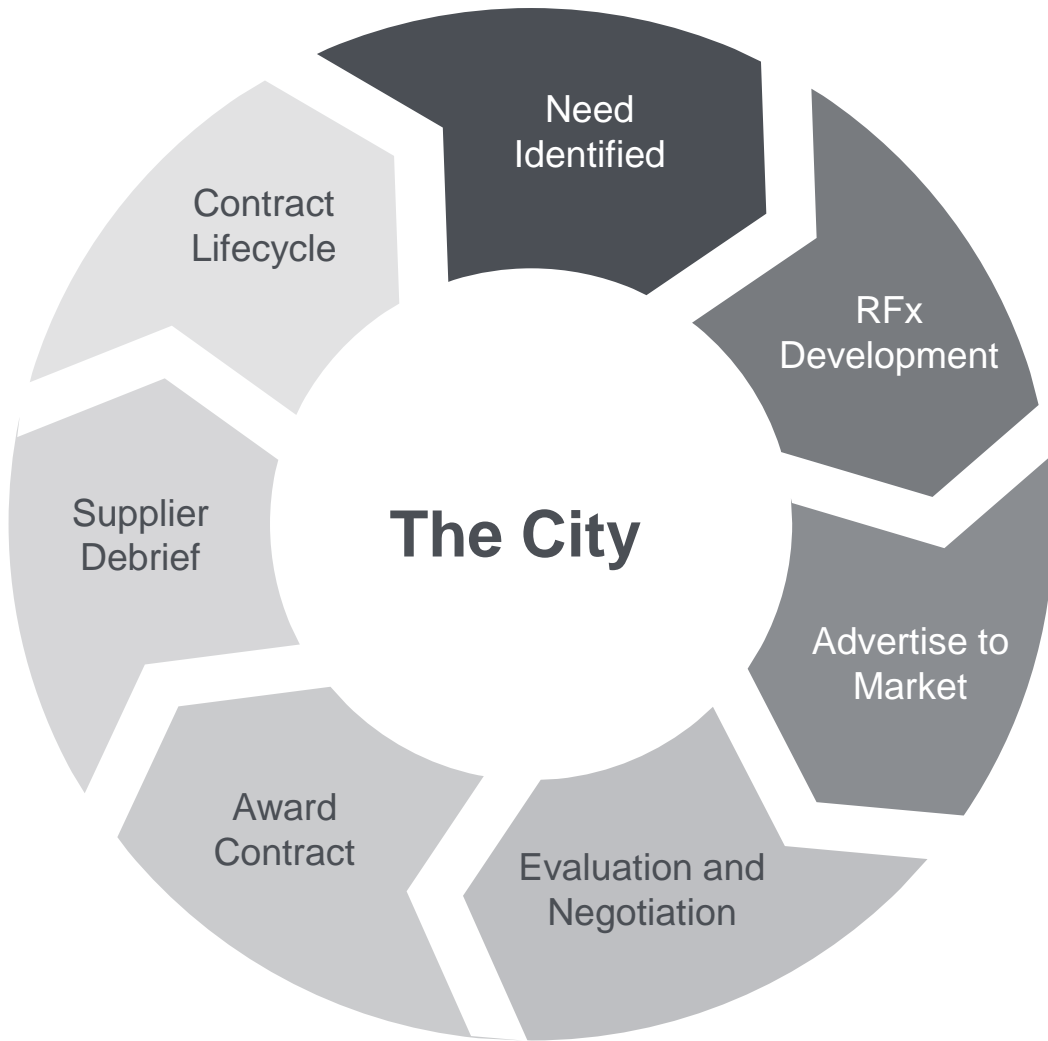 Need
Identified
RFx
Development
Advertise to
Market
Evaluation and
Negotiation
Award
Contract
Supplier
Debrief
Contract
Lifecycle
The City